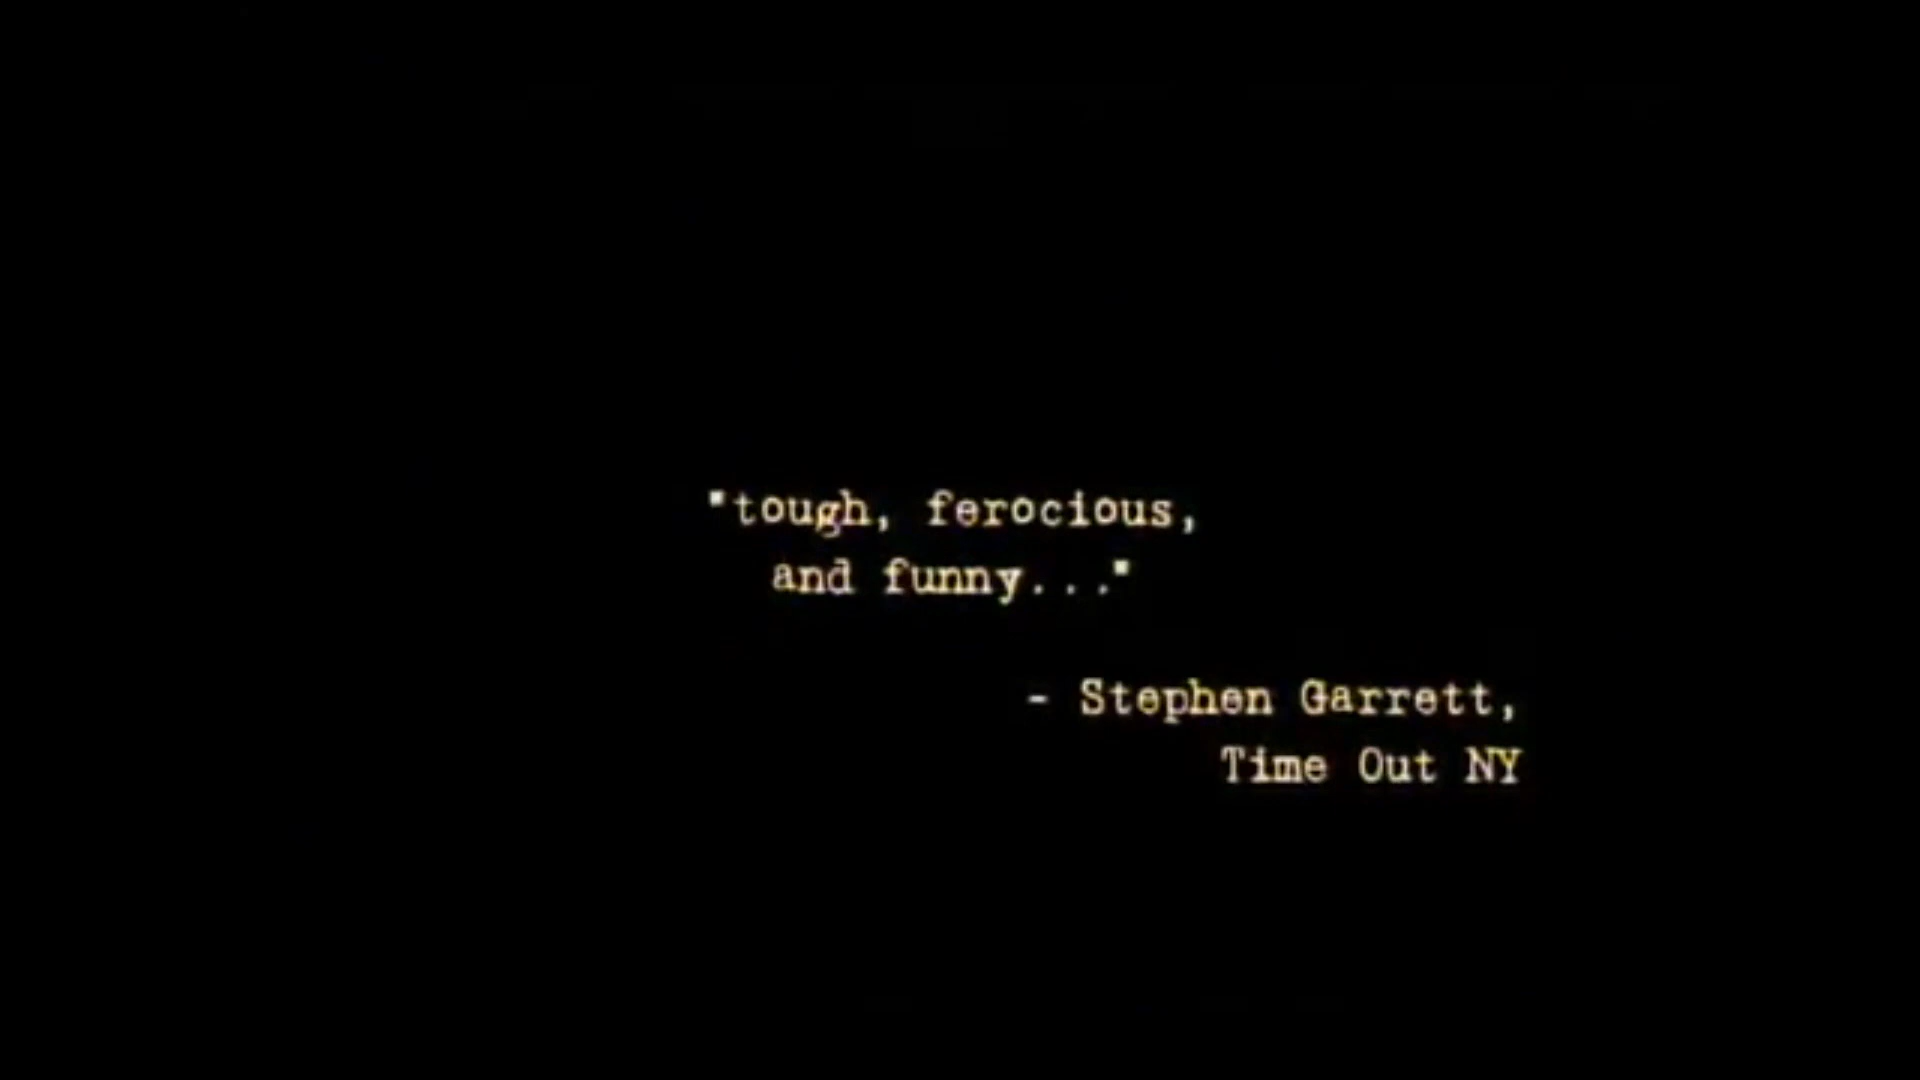 "tough, ferocious,
and funny..."
- Stephen Garrett,
Time Out NY